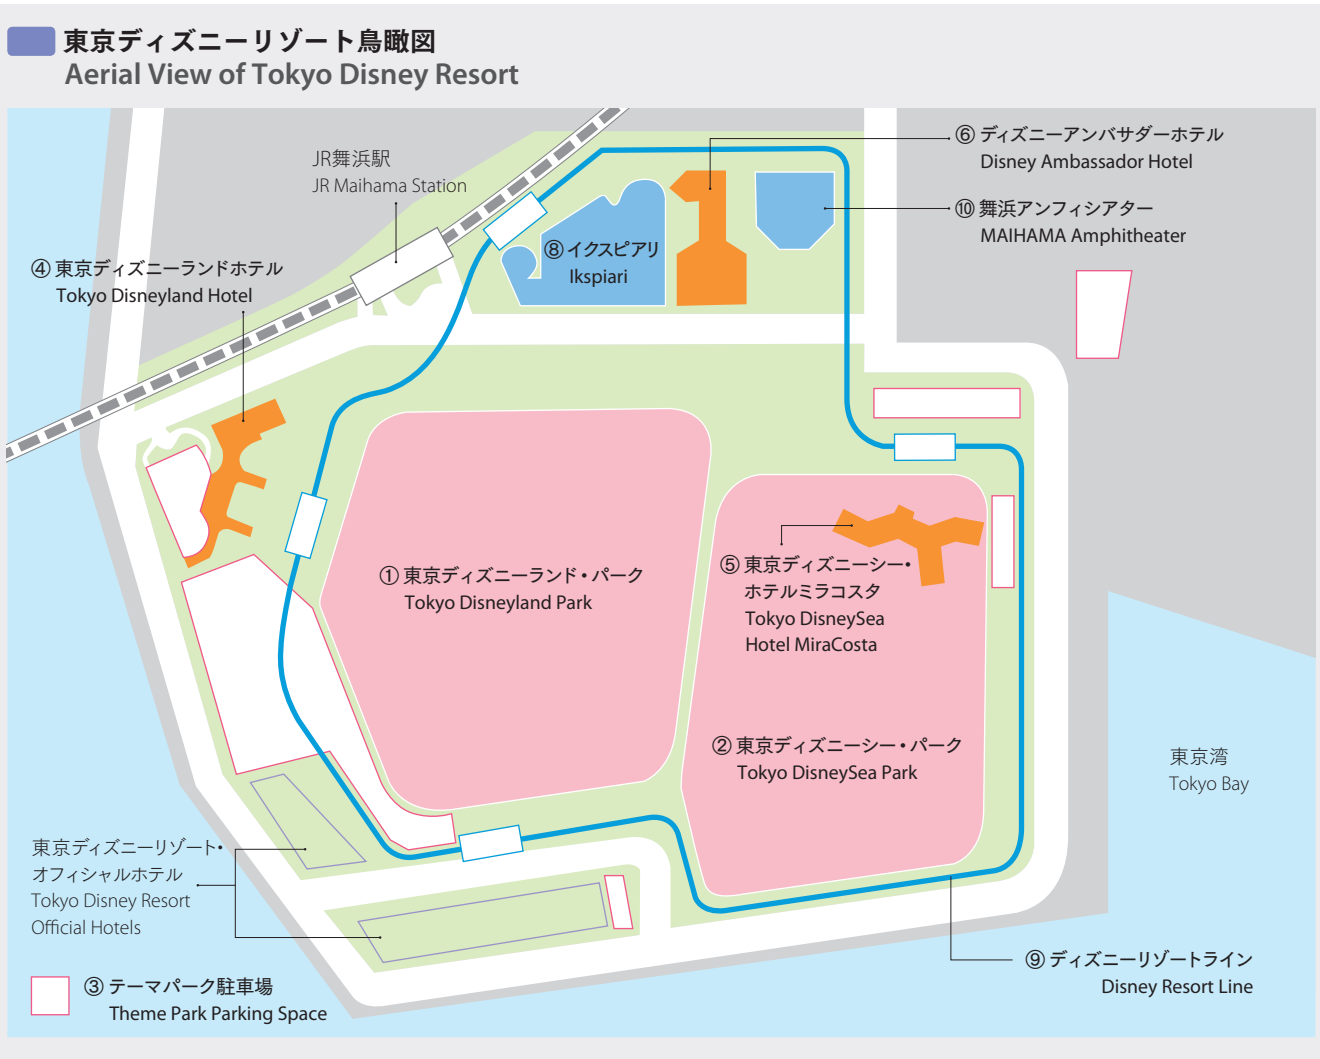 東京ディズニーリゾート鳥瞰図
Aerial View of Tokyo Disney Resort
JR舞浜駅
JR Maihama Station
⑥ ディズニーアンバサダーホテル
Disney Ambassador Hotel
⑩ 舞浜アンフィシアター
MAIHAMA Amphitheater
⑧ イクスピアリ
Ikspiari
④ 東京ディズニーランドホテル
Tokyo Disneyland Hotel
① 東京ディズニーランド・パーク
Tokyo Disneyland Park
⑤ 東京ディズニーシー・
ホテルミラコスタ
Tokyo DisneySea
Hotel MiraCosta
② 東京ディズニーシー・パーク
Tokyo DisneySea Park
東京湾
Tokyo Bay
東京ディズニーリゾート・
オフィシャルホテル
Tokyo Disney Resort
Official Hotels
⑨ ディズニーリゾートライン
Disney Resort Line
③ テーマパーク駐車場
Theme Park Parking Space